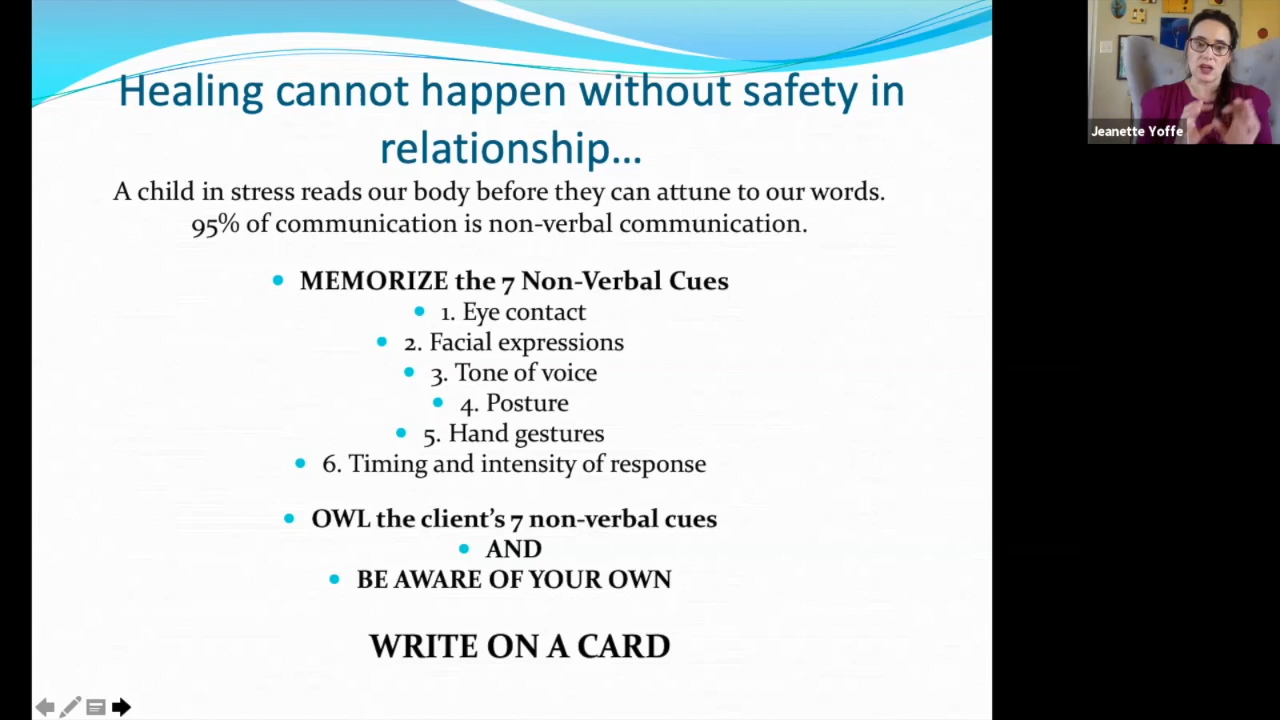 Healing cannot happen without safety in
relationship...
A child in stress reads our body before they can attune to our words.
95% of communication is non-verbal communication.
• MEMORIZE the 7 Non-Verbal Cues
• 1. Eye contact
• 2. Facial expressions
• 3. Tone of voice
• 4. Posture
• 5. Hand gestures
• 6. Timing and intensity of response
• OWL the client’s 7 non-verbal cues
• AND
• BE AWARE OF YOUR OWN
WRITE ON A CARD
Jeanette Yoffe